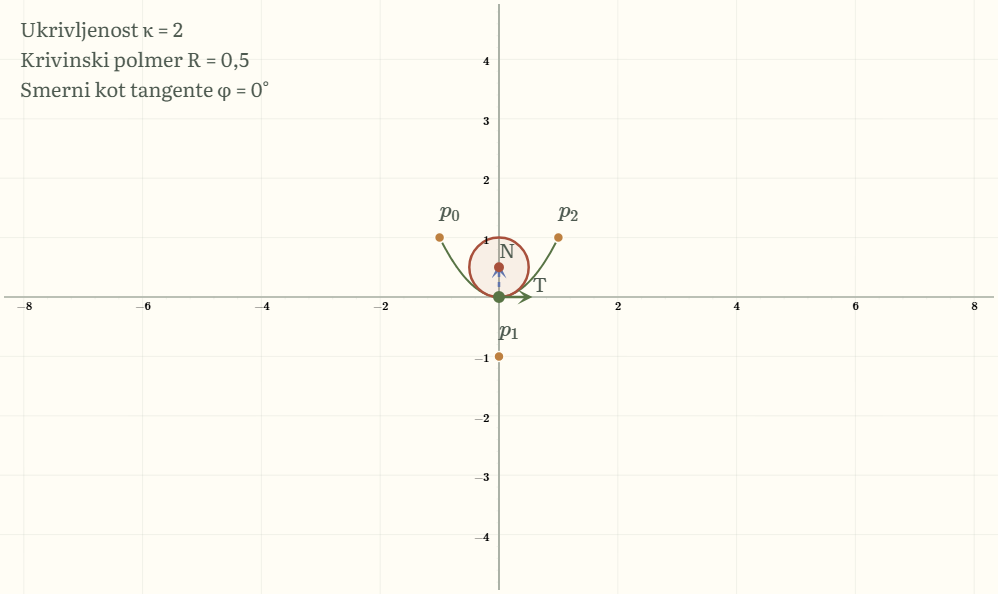 Ukrivljenost κ = 2
Krivinski polmer R = 0,5
Smerni kot tangente φ = 0°
4
3
2
p₀
p₂
1
N
T
−8
−6
−4
−2
2
4
6
8
p₁
−1
−2
−3
−4